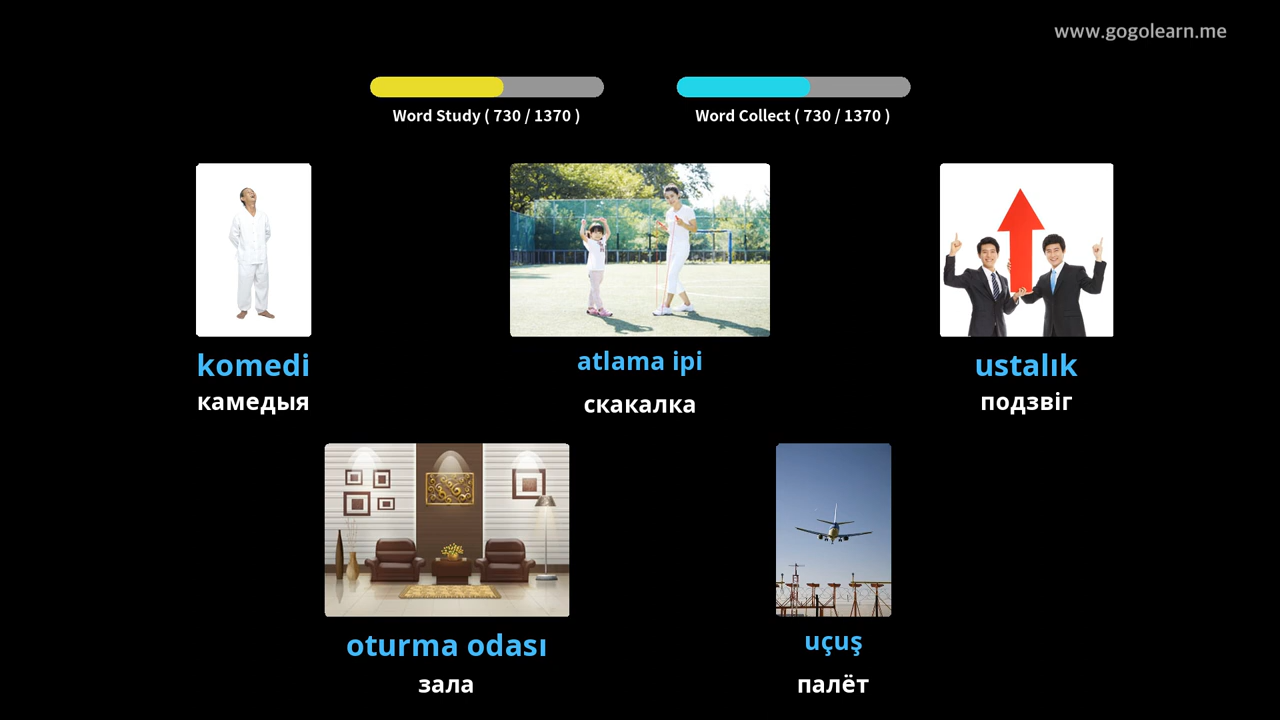 www.gogolearn.me
Word Study ( 730 / 1370 )
Word Collect ( 730 / 1370 )
komedi
камедыя
atlama ipi
скакалка
ustalık
подзвіг
oturma odası
зала
uçuş
палёт